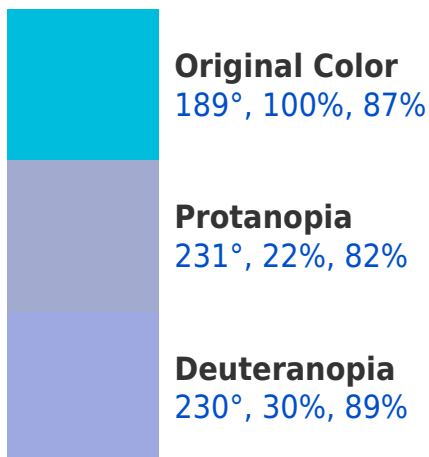 Original Color
189°, 100%, 87%
Protanopia
231°, 22%, 82%
Deuteranopia
230°, 30%, 89%